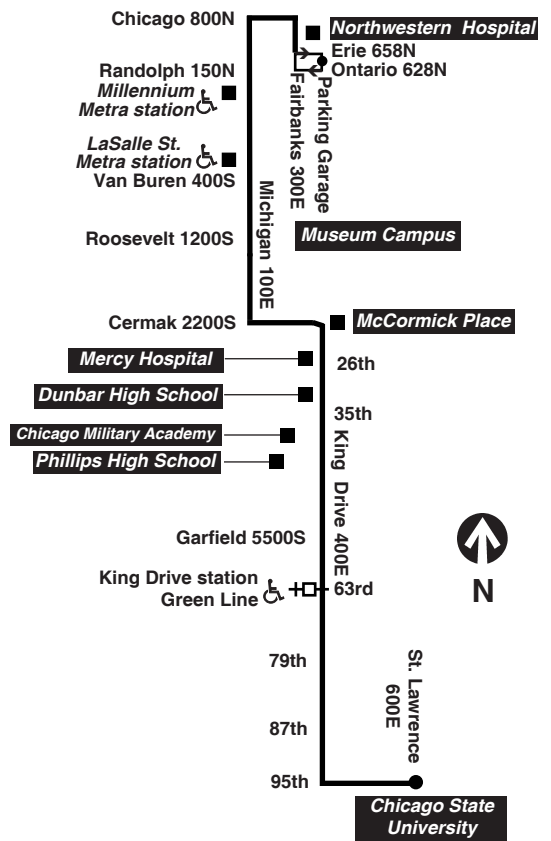 Chicago 800N
Northwestern Hospital
Erie 658N
Ontario 628N
Randolph 150N
Millennium
Metra station
Parking Garage
Fairbanks 300E
LaSalle St.
Metra station
Van Buren 400S
Michigan 100E
Roosevelt 1200S
Museum Campus
Cermak 2200S
McCormick Place
Mercy Hospital
26th
Dunbar High School
35th
Chicago Military Academy
Phillips High School
King Drive 400E
Garfield 5500S
N
King Drive station
Green Line
63rd
79th
St. Lawrence
600E
87th
95th
Chicago State
University